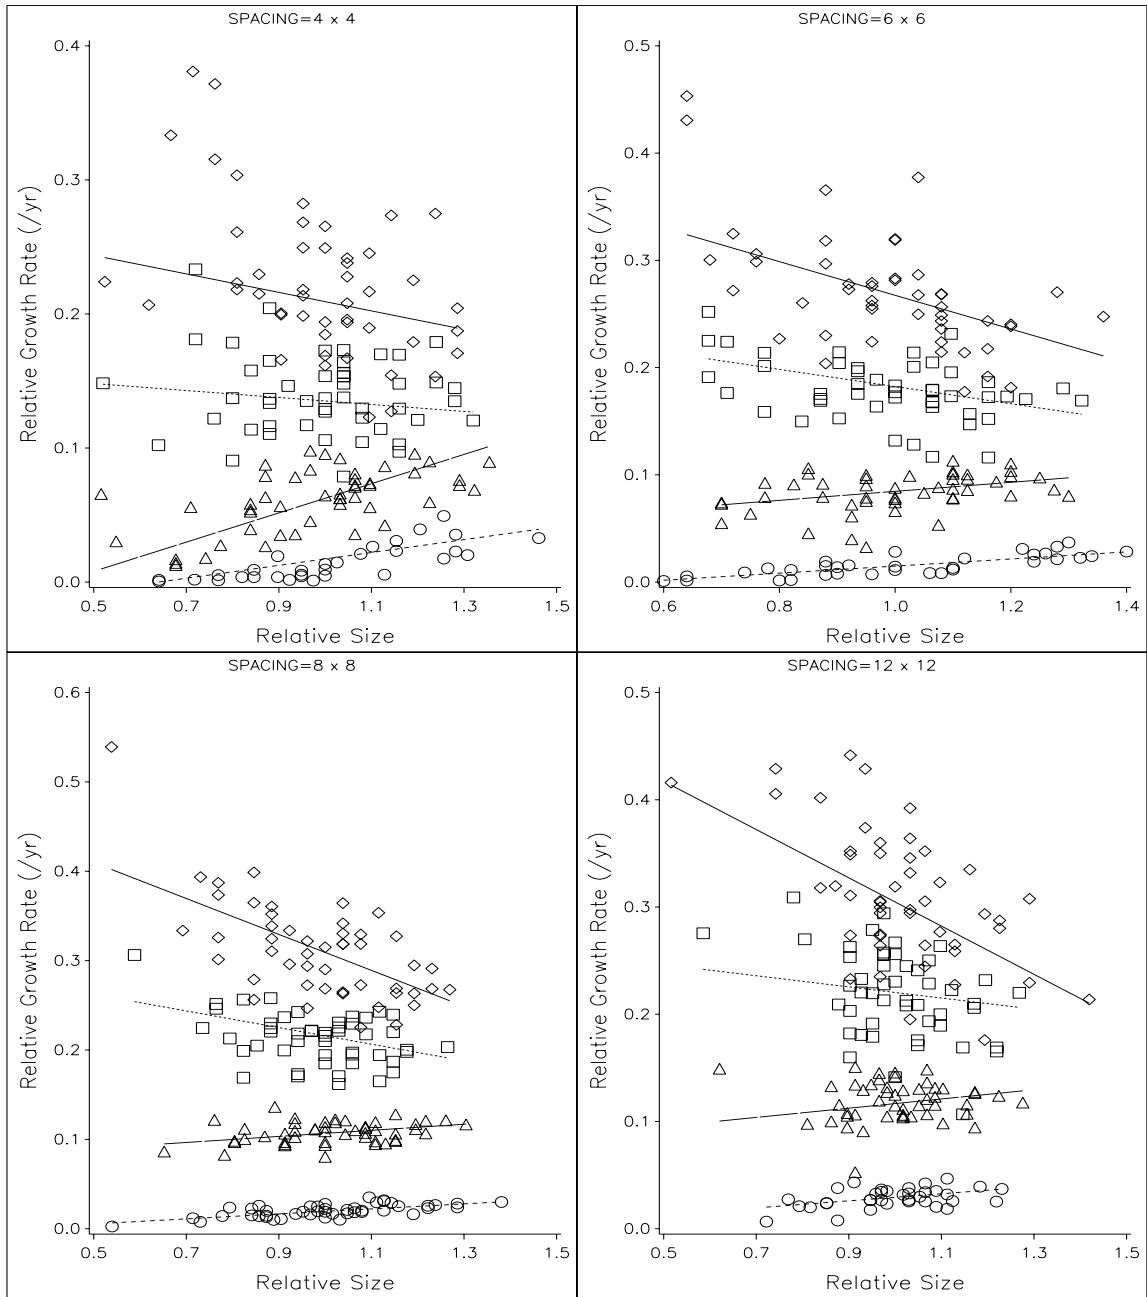 SPACING=4 x 4
0.4
0.3
0.2
0.1
0.0
Relative Growth Rate (/yr)
0.5 0.7 0.9 1.1 1.3 1.5
Relative Size
SPACING=6 x 6
0.5
0.4
0.3
0.2
0.1
0.0
Relative Growth Rate (/yr)
0.6 0.8 1.0 1.2 1.4
Relative Size
SPACING=8 x 8
0.6
0.5
0.4
0.3
0.2
0.1
0.0
Relative Growth Rate (/yr)
0.5 0.7 0.9 1.1 1.3 1.5
Relative Size
SPACING=12 x 12
0.5
0.4
0.3
0.2
0.1
0.0
Relative Growth Rate (/yr)
0.5 0.7 0.9 1.1 1.3 1.5
Relative Size